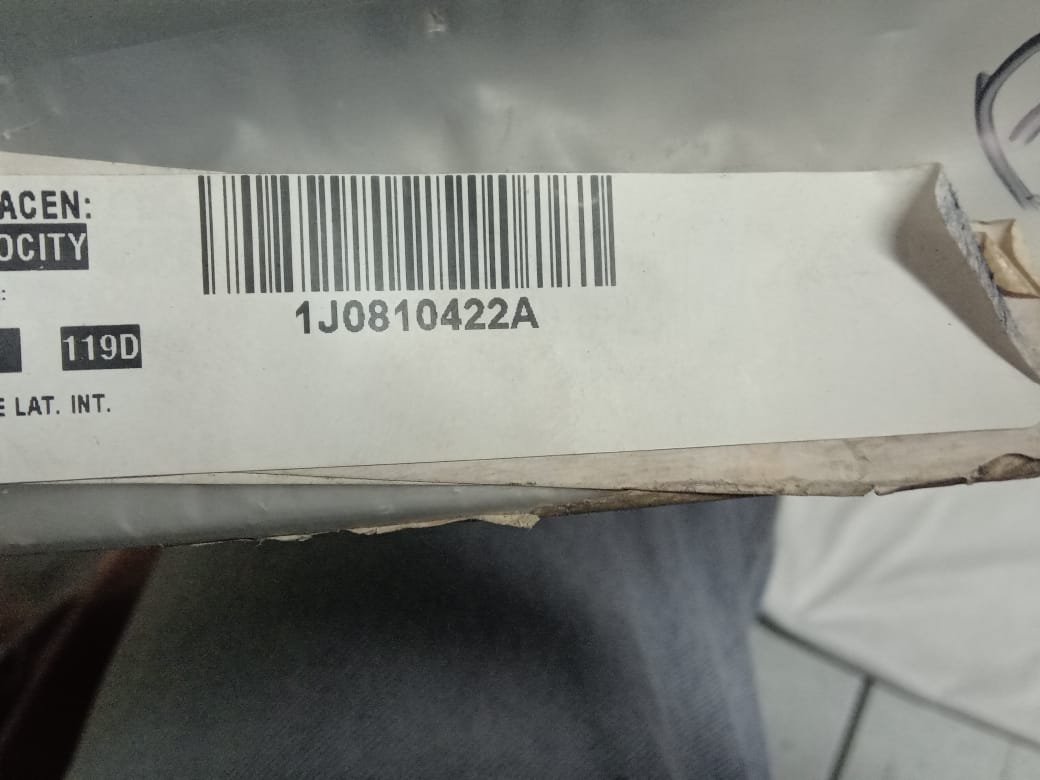 ACEN:
OCITY
:
1J0810422A
119D
E LAT. INT.